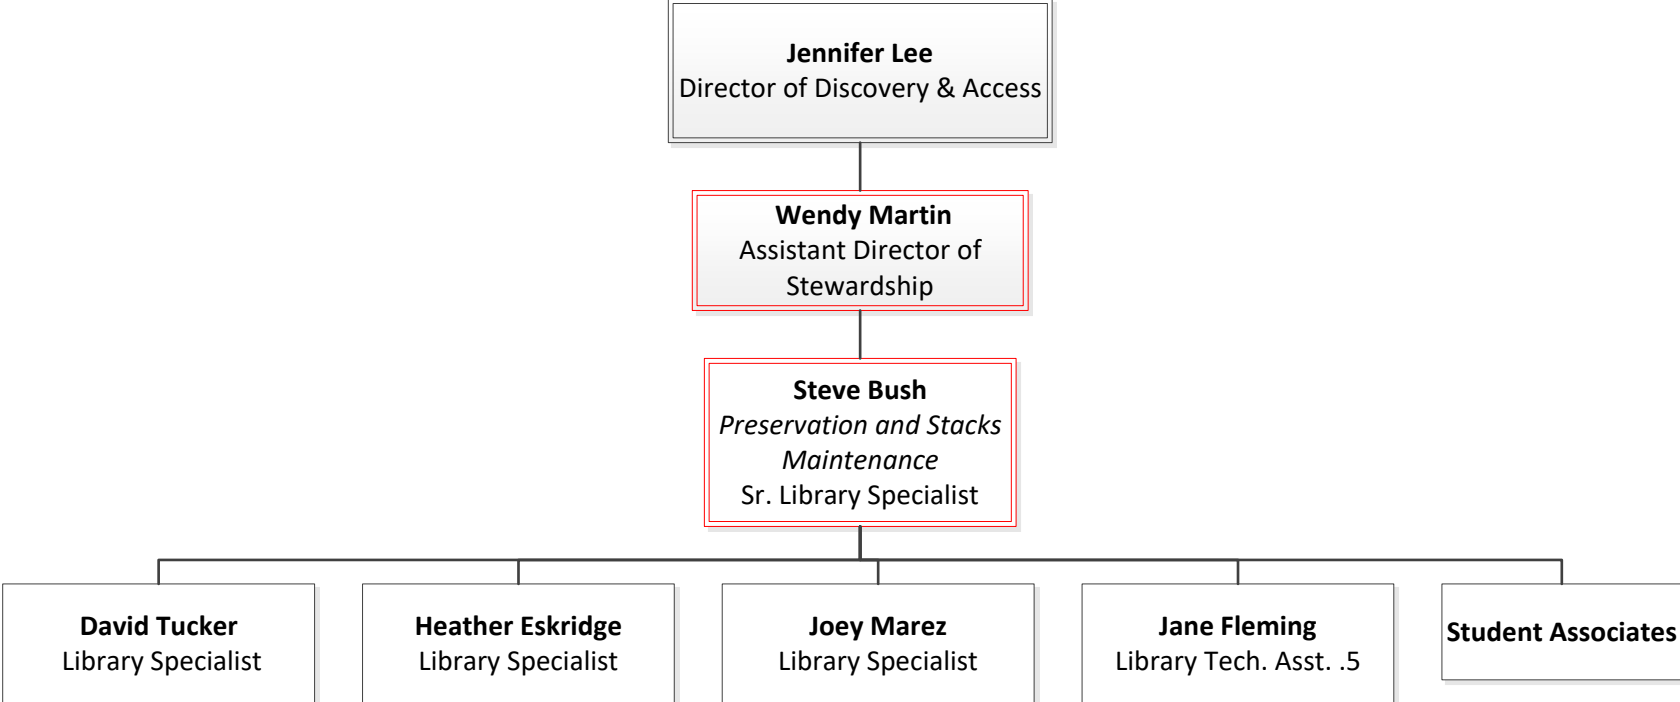 Jennifer Lee
Director of Discovery & Access
Wendy Martin
Assistant Director of
Stewardship
Steve Bush
Preservation and Stacks
Maintenance
Sr. Library Specialist
David Tucker
Library Specialist
Heather Eskridge
Library Specialist
Joey Marez
Library Specialist
Jane Fleming
Library Tech. Asst. .5
Student Associates